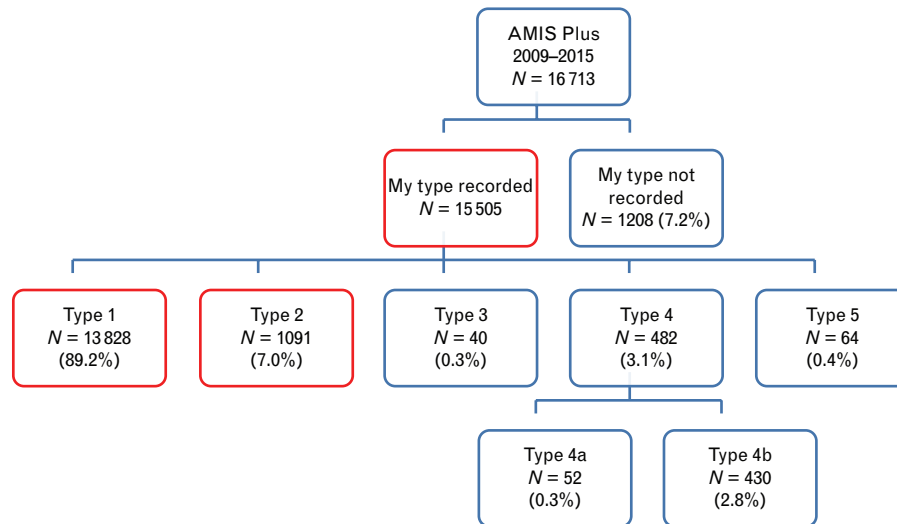 AMIS Plus
2009–2015
N = 16 713
My type recorded
N = 15 505
My type not
recorded
N = 1208 (7.2%)
Type 1
N = 13 828
(89.2%)
Type 2
N = 1091
(7.0%)
Type 3
N = 40
(0.3%)
Type 4
N = 482
(3.1%)
Type 5
N = 64
(0.4%)
Type 4a
N = 52
(0.3%)
Type 4b
N = 430
(2.8%)